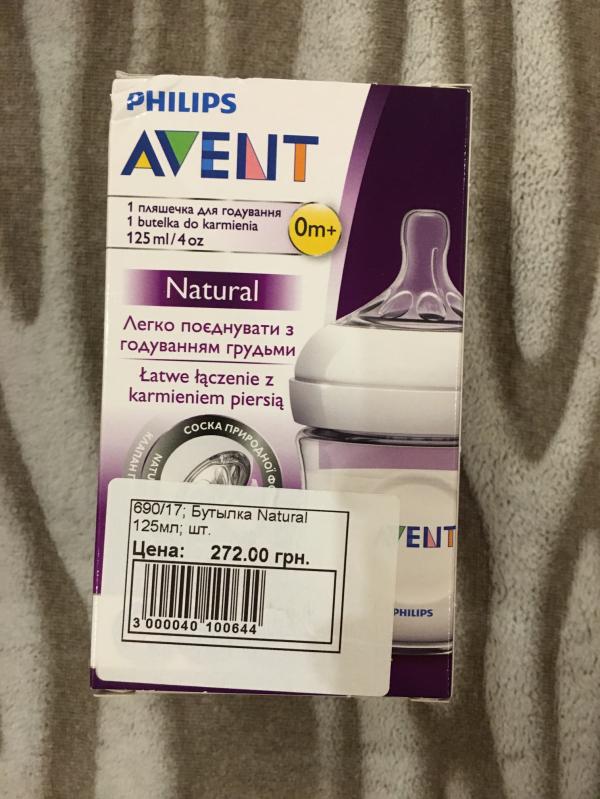 PHILIPS
AVENT
1 пляшечка для годування
1 butelka do karmienia
125 ml/4 oz
0m+
Natural
Легко поєднувати з
годуванням грудьми
Łatwe łączenie z
karmieniem piersią
СОСКА ПРИРОДНОЇ
690/17; Бутылка Natural
125мл; шт.
Цена: 272.00 грн.
3 000040 100644
AVENT
PHILIPS